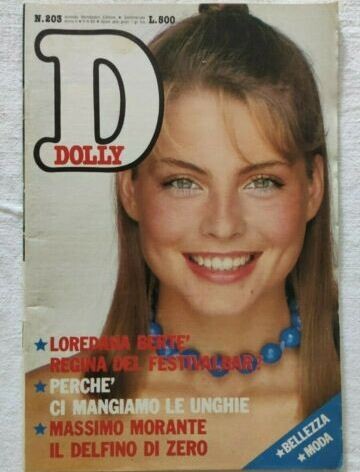 N.203
L.500
D
DOLLY
LOREDANA BERTE'
REGINA DEL FESTIVALBAR?
PERCHE'
CI MANGIAMO LE UNGHIE
MASSIMO MORANTE
IL DELFINO DI ZERO
BELLEZZA
MODA